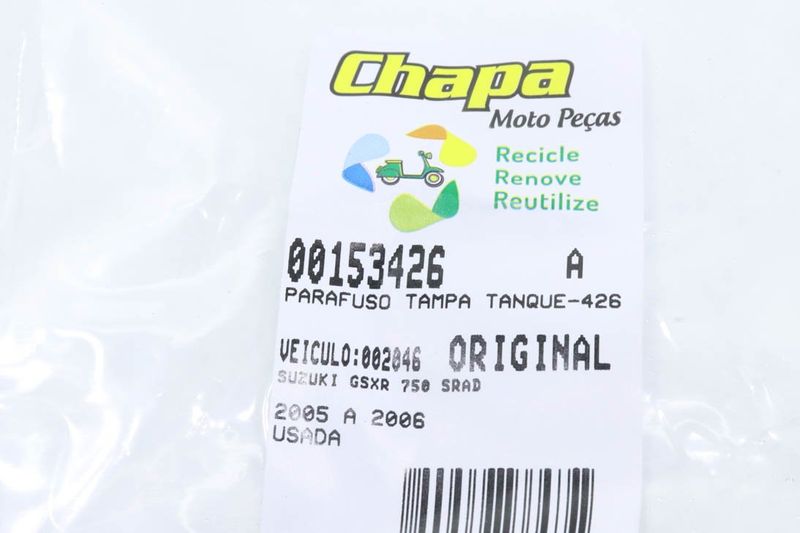 Chapa
Moto Peças
Recicle
Renove
Reutilize
00153426 A
PARAFUSO TAMPA TANQUE-426
VEICULO:002046 ORIGINAL
SUZUKI GSXR 750 SRAD
2005 A 2006
USADA